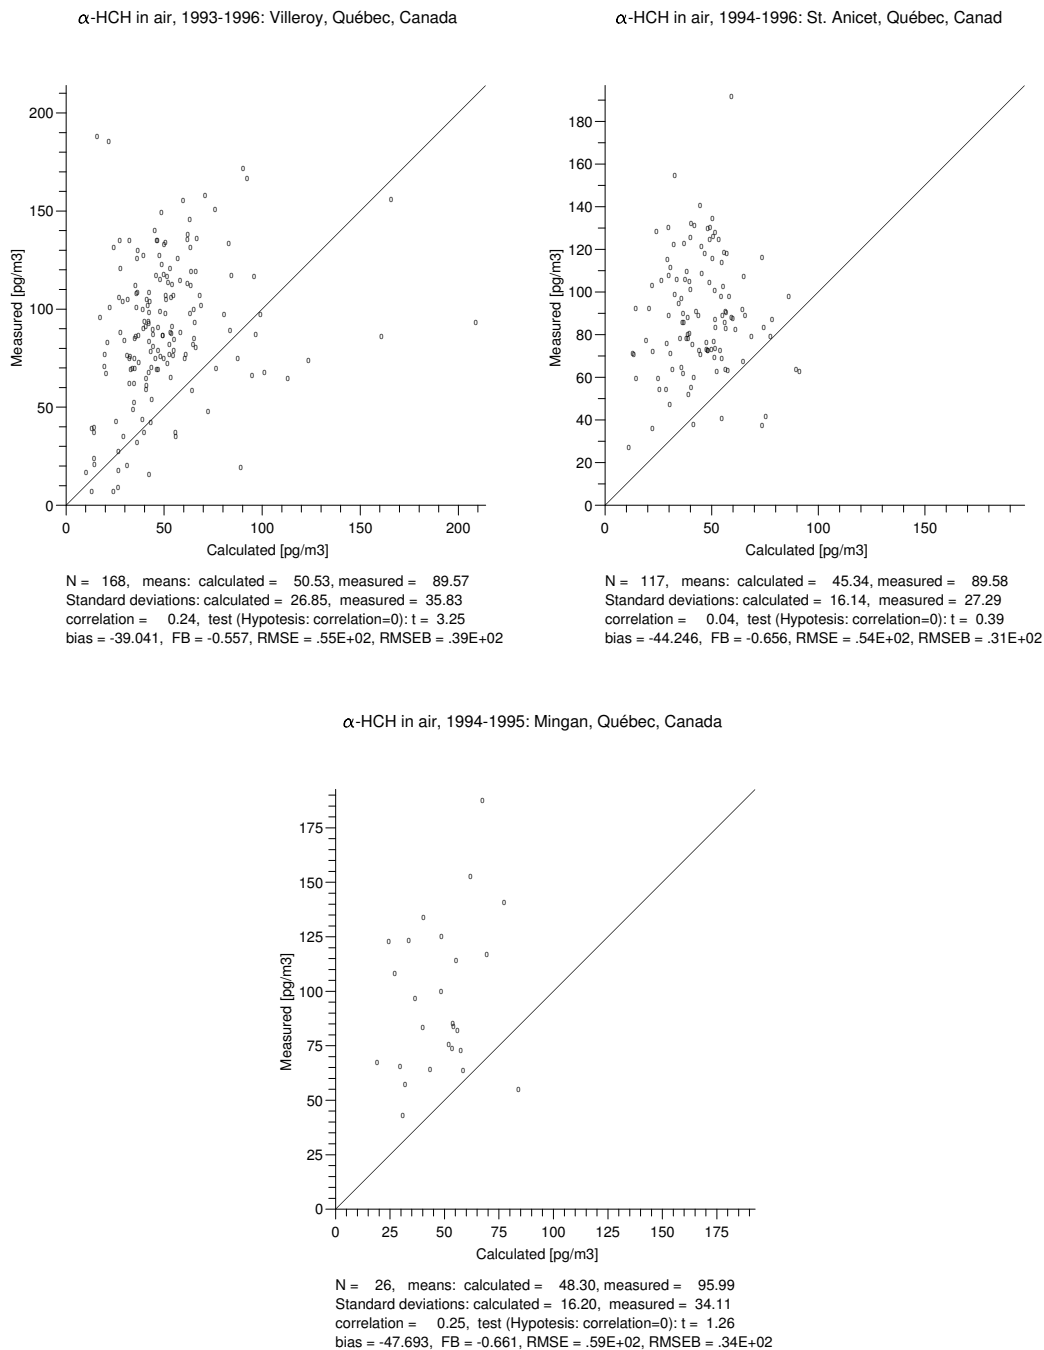 α-HCH in air, 1993-1996: Villeroy, Québec, Canada
Measured [pg/m3]
200
150
100
50
0
0 50 100 150 200
Calculated [pg/m3]
N = 168, means: calculated = 50.53, measured = 89.57
Standard deviations: calculated = 26.85, measured = 35.83
correlation = 0.24, test (Hypotesis: correlation=0): t = 3.25
bias = -39.041, FB = -0.557, RMSE = .55E+02, RMSEB = .39E+02
α-HCH in air, 1994-1996: St. Anicet, Québec, Canad
Measured [pg/m3]
180
160
140
120
100
80
60
40
20
0
0 50 100 150
Calculated [pg/m3]
N = 117, means: calculated = 45.34, measured = 89.58
Standard deviations: calculated = 16.14, measured = 27.29
correlation = 0.04, test (Hypotesis: correlation=0): t = 0.39
bias = -44.246, FB = -0.656, RMSE = .54E+02, RMSEB = .31E+02
α-HCH in air, 1994-1995: Mingan, Québec, Canada
Measured [pg/m3]
175
150
125
100
75
50
25
0
0 25 50 75 100 125 150 175
Calculated [pg/m3]
N = 26, means: calculated = 48.30, measured = 95.99
Standard deviations: calculated = 16.20, measured = 34.11
correlation = 0.25, test (Hypotesis: correlation=0): t = 1.26
bias = -47.693, FB = -0.661, RMSE = .59E+02, RMSEB = .34E+02